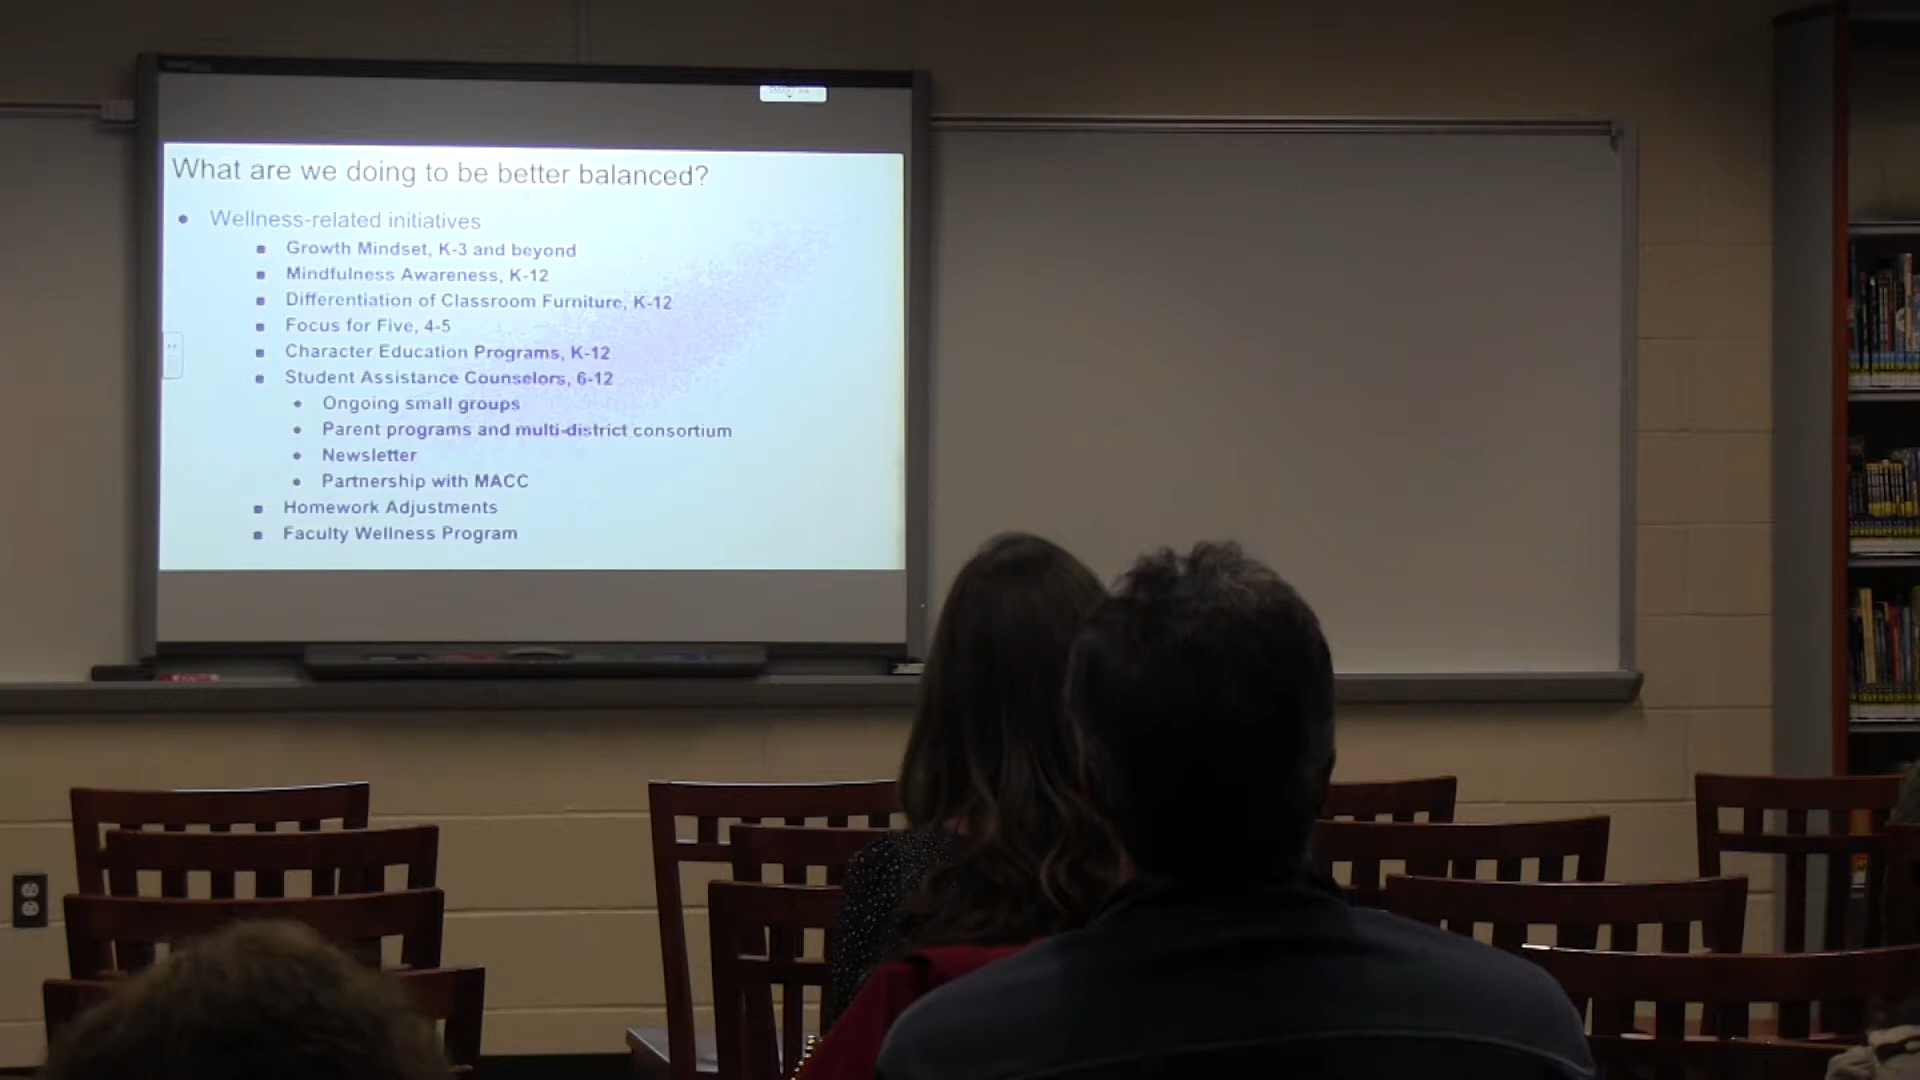 What are we doing to be better balanced?
● Wellness-related initiatives
■ Growth Mindset, K-3 and beyond
■ Mindfulness Awareness, K-12
■ Differentiation of Classroom Furniture, K-12
■ Focus for Five, 4-5
■ Character Education Programs, K-12
■ Student Assistance Counselors, 6-12
● Ongoing small groups
● Parent programs and multi-district consortium
● Newsletter
● Partnership with MACC
■ Homework Adjustments
■ Faculty Wellness Program